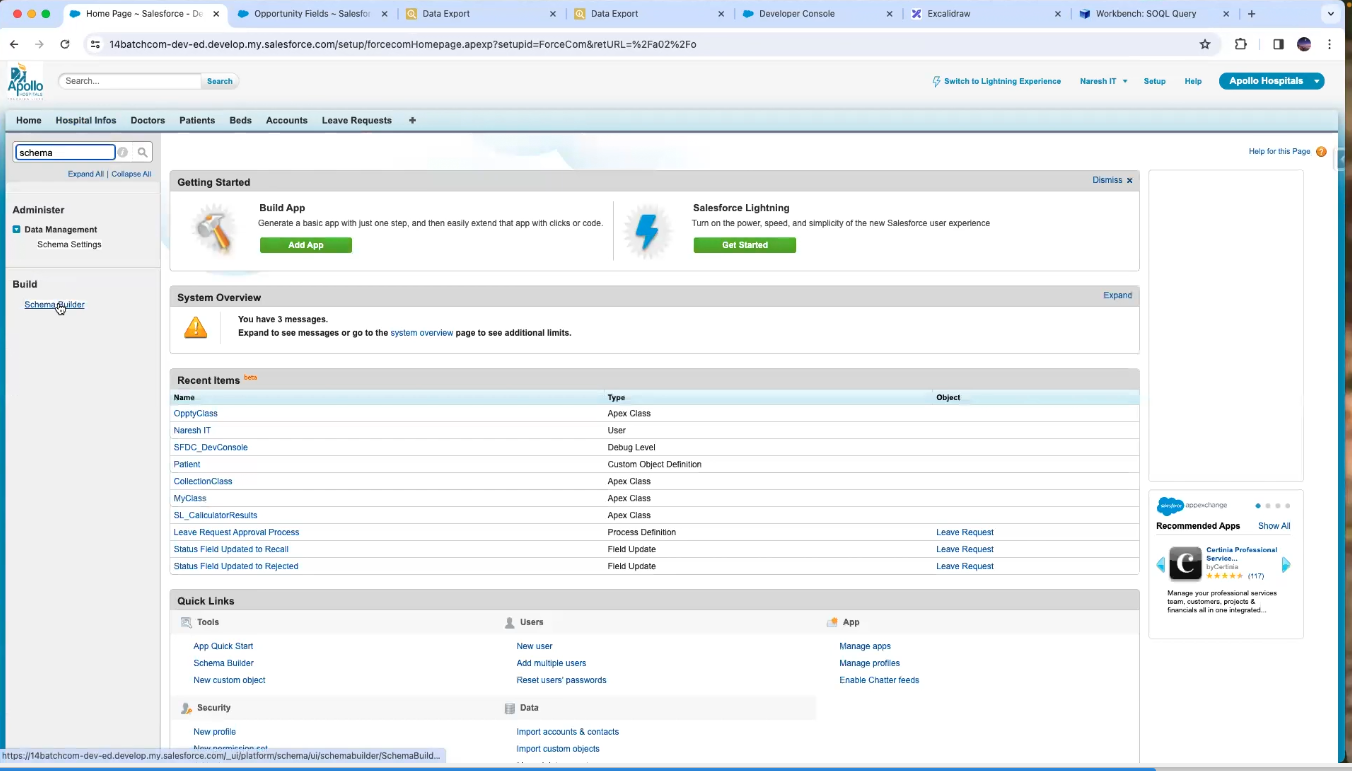 Home Page ~ Salesforce - De
Opportunity Fields ~ Salesfo
Data Export
Data Export
Developer Console
Excalidraw
Workbench: SOQL Query
14batchcom-dev-ed.develop.my.salesforce.com/setup/forcecomHomepage.apexp?setupid=ForceCom&retURL=%2Fa02%2Fo
Apollo
HOSPITALS
Search...
Search
Switch to Lightning Experience
Naresh IT
Setup
Help
Apollo Hospitals
Home
Hospital Infos
Doctors
Patients
Beds
Accounts
Leave Requests
+
schema
Expand All | Collapse All
Help for this Page
Administer
Data Management
Schema Settings
Build
Schema Builder
Getting Started
Dismiss
Build App
Generate a basic app with just one step, and then easily extend that app with clicks or code.
Add App
Salesforce Lightning
Turn on the power, speed, and simplicity of the new Salesforce user experience
Get Started
System Overview
Expand
You have 3 messages.
Expand to see messages or go to the system overview page to see additional limits.
Recent Items beta
Name Type Object
OpptyClass Apex Class
Naresh IT User
SFDC_DevConsole Debug Level
Patient Custom Object Definition
CollectionClass Apex Class
MyClass Apex Class
SL_CalculatorResults Apex Class
Leave Request Approval Process Process Definition Leave Request
Status Field Updated to Recall Field Update Leave Request
Status Field Updated to Rejected Field Update Leave Request
salesforce appexchange
Recommended Apps Show All
C
Certinia Professional
Service...
byCertinia
(117)
Manage your professional services
team, customers, projects &
financials all in one integrated...
Quick Links
Tools Users App
App Quick Start New user Manage apps
Schema Builder Add multiple users Manage profiles
New custom object Reset users' passwords Enable Chatter feeds
Security Data
New profile Import accounts & contacts
New permission set Import custom objects
https://14batchcom-dev-ed.develop.my.salesforce.com/_ui/platform/schema/ui/schemabuilder/SchemaBuild...